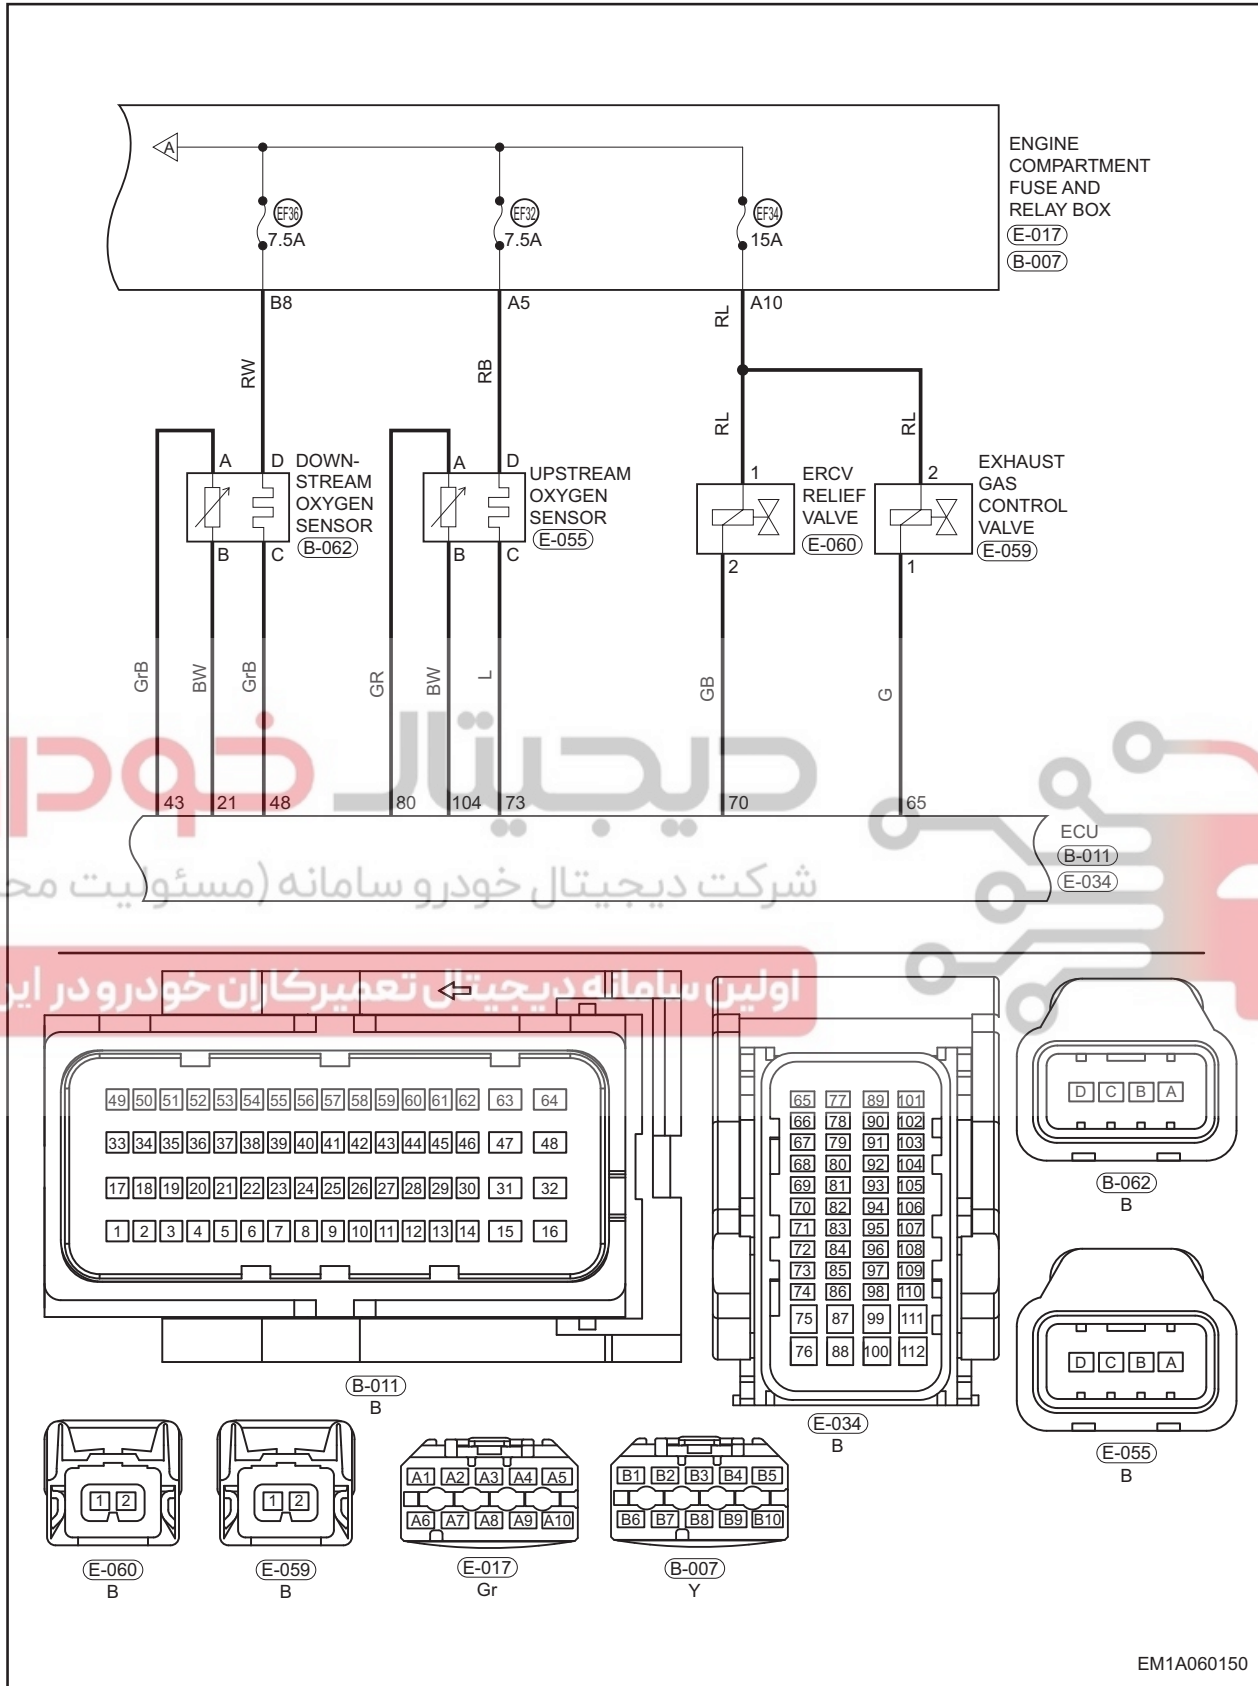 A
EF36
7.5A
EF32
7.5A
EF34
15A
ENGINE
COMPARTMENT
FUSE AND
RELAY BOX
E-017
B-007
B8
A5
A10
RL
RW
RB
RL
RL
A
D
DOWN-
STREAM
OXYGEN
SENSOR
B-062
B
C
A
D
UPSTREAM
OXYGEN
SENSOR
E-055
B
C
1
ERCV
RELIEF
VALVE
E-060
2
2
EXHAUST
GAS
CONTROL
VALVE
E-059
1
GrB
BW
GrB
GR
BW
L
GB
G
دیجیتال خودرو
43
21
48
80
104
73
70
65
ECU
B-011
E-034
شرکت دیجیتال خودرو سامانه (مسئولیت
اولین سامانه دیجیتال تعمیرکاران خودرو در
49 50 51 52 53 54 55 56 57 58 59 60 61 62 63 64
33 34 35 36 37 38 39 40 41 42 43 44 45 46 47 48
17 18 19 20 21 22 23 24 25 26 27 28 29 30 31 32
1 2 3 4 5 6 7 8 9 10 11 12 13 14 15 16
B-011
B
65 77 89 101
66 78 90 102
67 79 91 103
68 80 92 104
69 81 93 105
70 82 94 106
71 83 95 107
72 84 96 108
73 85 97 109
74 86 98 110
75 87 99 111
76 88 100 112
E-034
B
D C B A
B-062
B
D C B A
E-055
B
1 2
E-060
B
1 2
E-059
B
A1 A2 A3 A4 A5
A6 A7 A8 A9 A10
E-017
Gr
B1 B2 B3 B4 B5
B6 B7 B8 B9 B10
B-007
Y
EM1A060150